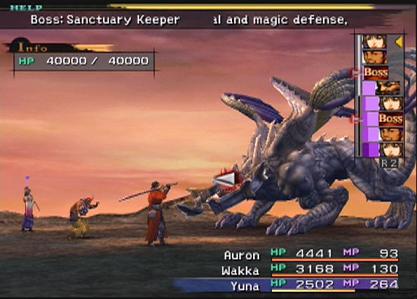 HELP
Boss: Sanctuary Keeper al and magic defense,
Info
HP 40000 / 40000
Boss
Boss
R2
Auron HP 4441 MP 93
Wakka HP 3168 MP 130
Yuna HP 2502 MP 264